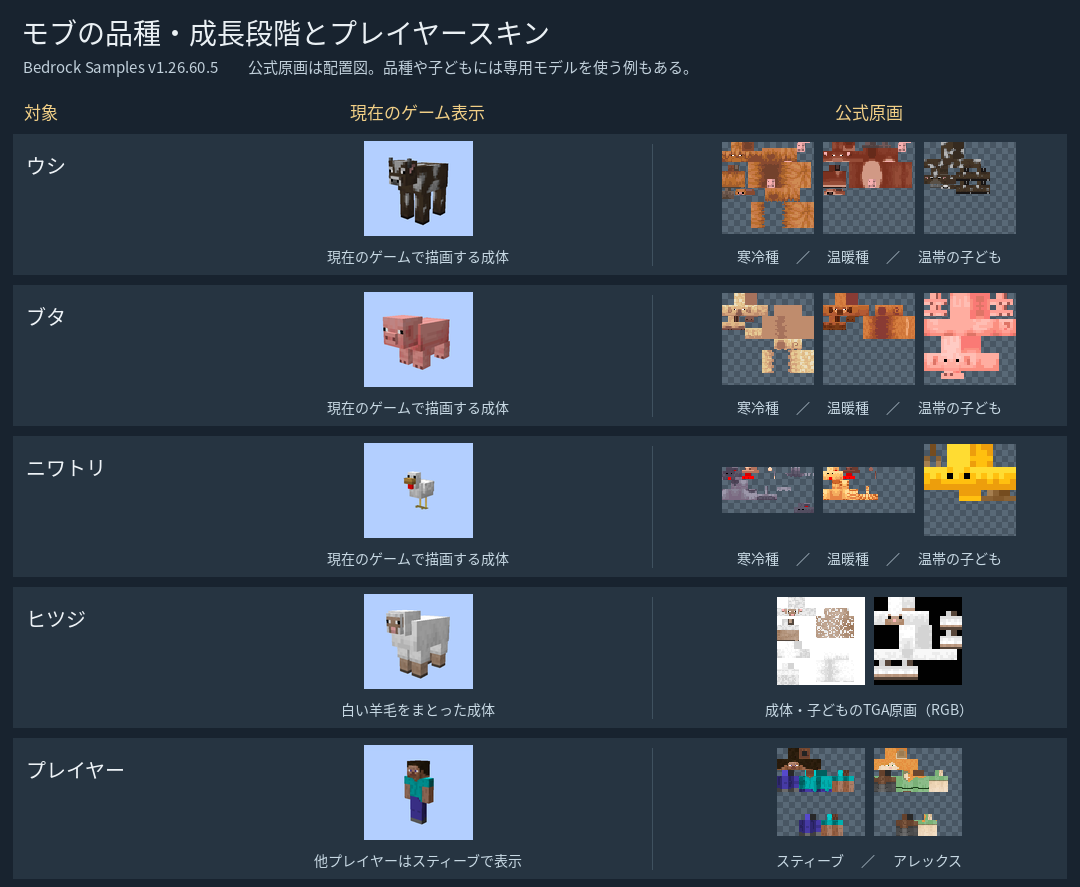 モブの品種・成長段階とプレイヤースキン
Bedrock Samples v1.26.60.5　公式原画は配置図。品種や子どもには専用モデルを使う例もある。
対象　現在のゲーム表示　公式原画
ウシ
現在のゲームで描画する成体　寒冷種　／　温暖種　／　温帯の子ども
ブタ
現在のゲームで描画する成体　寒冷種　／　温暖種　／　温帯の子ども
ニワトリ
現在のゲームで描画する成体　寒冷種　／　温暖種　／　温帯の子ども
ヒツジ
白い羊毛をまとった成体　成体・子どものTGA原画（RGB）
プレイヤー
他プレイヤーはスティーブで表示　スティーブ　／　アレックス